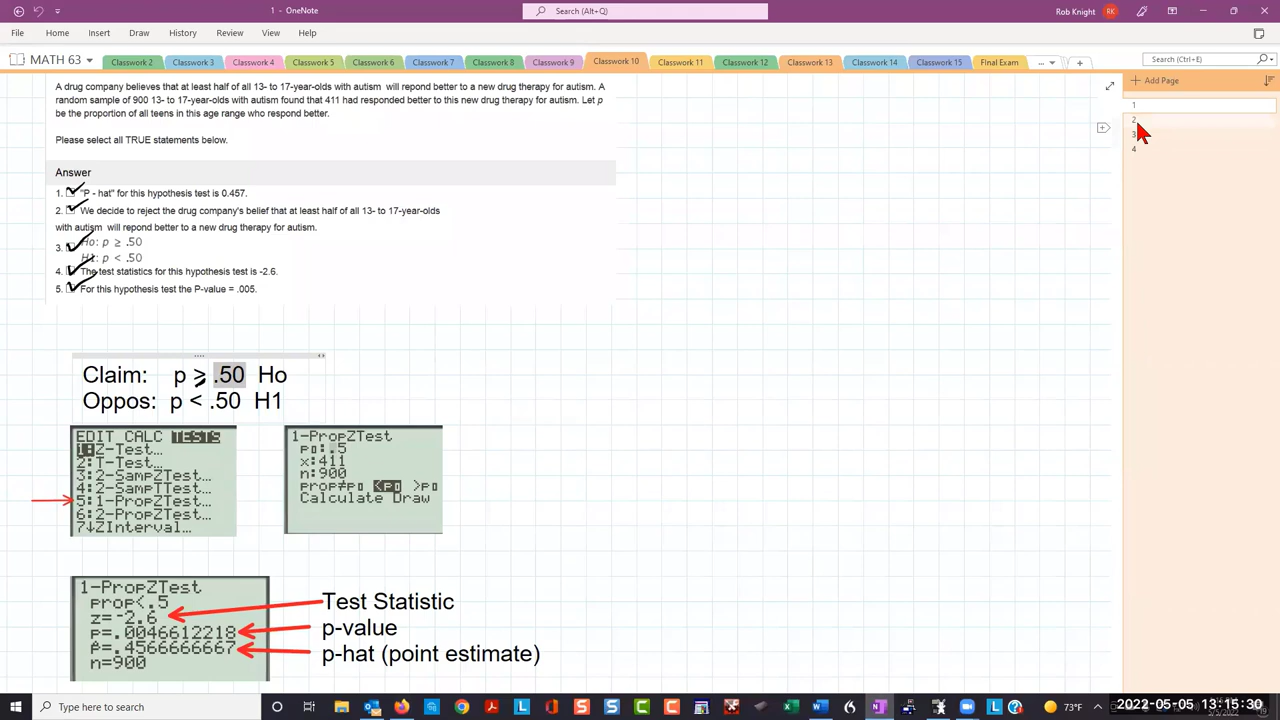 1 - OneNote
Search (Alt+Q)
Rob Knight
RK
File Home Insert Draw History Review View Help
MATH 63
Classwork 2 Classwork 3 Classwork 4 Classwork 5 Classwork 6 Classwork 7 Classwork 8 Classwork 9 Classwork 10 Classwork 11 Classwork 12 Classwork 13 Classwork 14 Classwork 15 FInal Exam ...
Search (Ctrl+E)
Add Page
1
2
3
4
A drug company believes that at least half of all 13- to 17-year-olds with autism will repond better to a new drug therapy for autism. A
random sample of 900 13- to 17-year-olds with autism found that 411 had responded better to this new drug therapy for autism. Let p
be the proportion of all teens in this age range who respond better.
Please select all TRUE statements below.
Answer
1. "P - hat" for this hypothesis test is 0.457.
2. We decide to reject the drug company's belief that at least half of all 13- to 17-year-olds
with autism will repond better to a new drug therapy for autism.
3. Ho: p ≥ .50
H1: p < .50
4. The test statistics for this hypothesis test is -2.6.
5. For this hypothesis test the P-value = .005.
Claim: p ≥ .50 Ho
Oppos: p < .50 H1
EDIT CALC TESTS
1:Z-Test...
2:T-Test...
3:2-SampZTest...
4:2-SampTTest...
5:1-PropZTest...
6:2-PropZTest...
7↓ZInterval...
1-PropZTest
p0:.5
x:411
n:900
prop≠p0 <p0 >p0
Calculate Draw
1-PropZTest
prop<.5
z=-2.6
p=.0046612218
p̂=.4566666667
n=900
Test Statistic
p-value
p-hat (point estimate)
Type here to search
73°F
2022-05-05 13:15:30